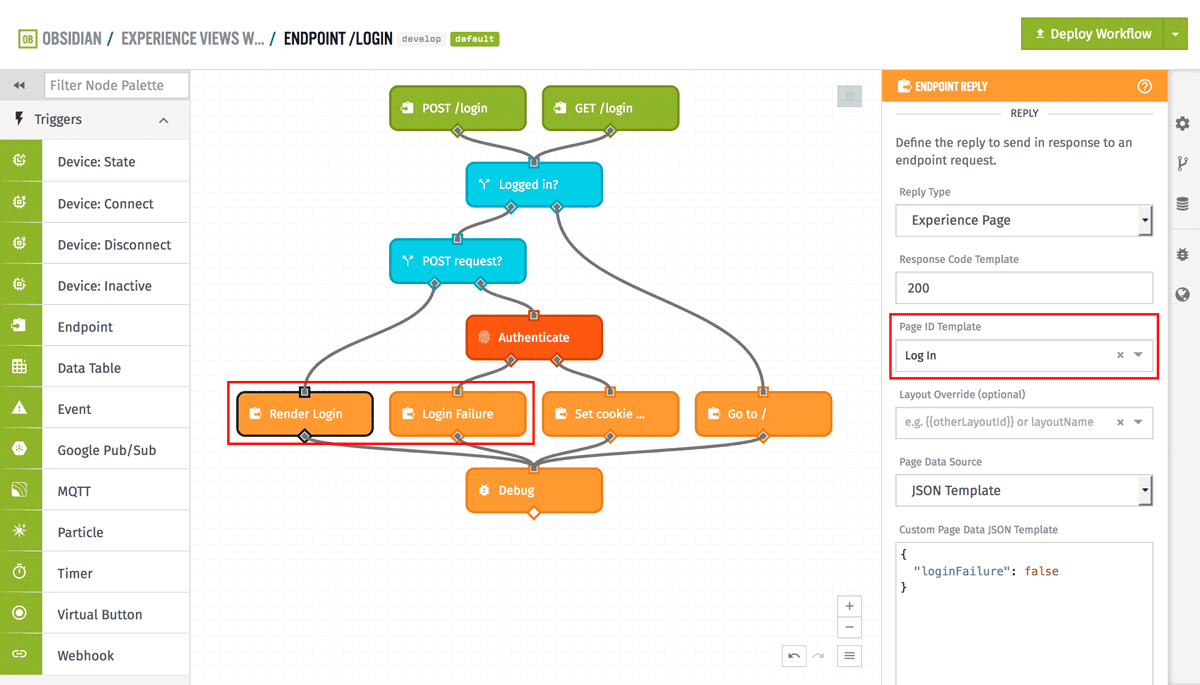 OB OBSIDIAN / EXPERIENCE VIEWS W... / ENDPOINT /LOGIN develop default
Deploy Workflow
Filter Node Palette
Triggers
Device: State
Device: Connect
Device: Disconnect
Device: Inactive
Endpoint
Data Table
Event
Google Pub/Sub
MQTT
Particle
Timer
Virtual Button
Webhook
POST /login
GET /login
Logged in?
POST request?
Authenticate
Render Login
Login Failure
Set cookie ...
Go to /
Debug
ENDPOINT REPLY
REPLY
Define the reply to send in response to an
endpoint request.
Reply Type
Experience Page
Response Code Template
200
Page ID Template
Log In
Layout Override (optional)
e.g. {{otherLayoutId}} or layoutName
Page Data Source
JSON Template
Custom Page Data JSON Template
{
"loginFailure": false
}